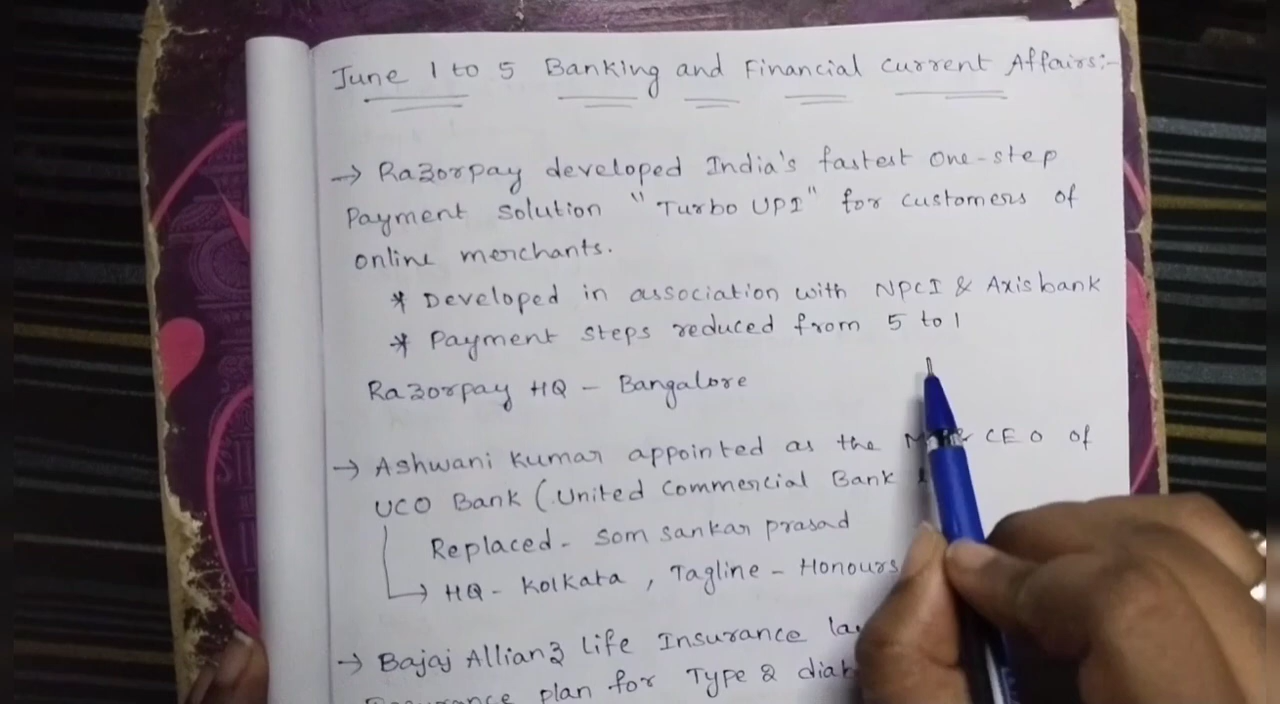 June 1 to 5 Banking and Financial Current Affairs:-
→ Razorpay developed India's fastest one-step
Payment solution "Turbo UPI" for customers of
online merchants.
* Developed in association with NPCI & Axis bank
* Payment steps reduced from 5 to 1
Razorpay HQ - Bangalore
→ Ashwani Kumar appointed as the CEO of
UCO Bank (United Commercial Bank
Replaced - Som sankar prasad
→ HQ - Kolkata, Tagline - Honours
→ Bajaj Allianz Life Insurance
plan for Type 2